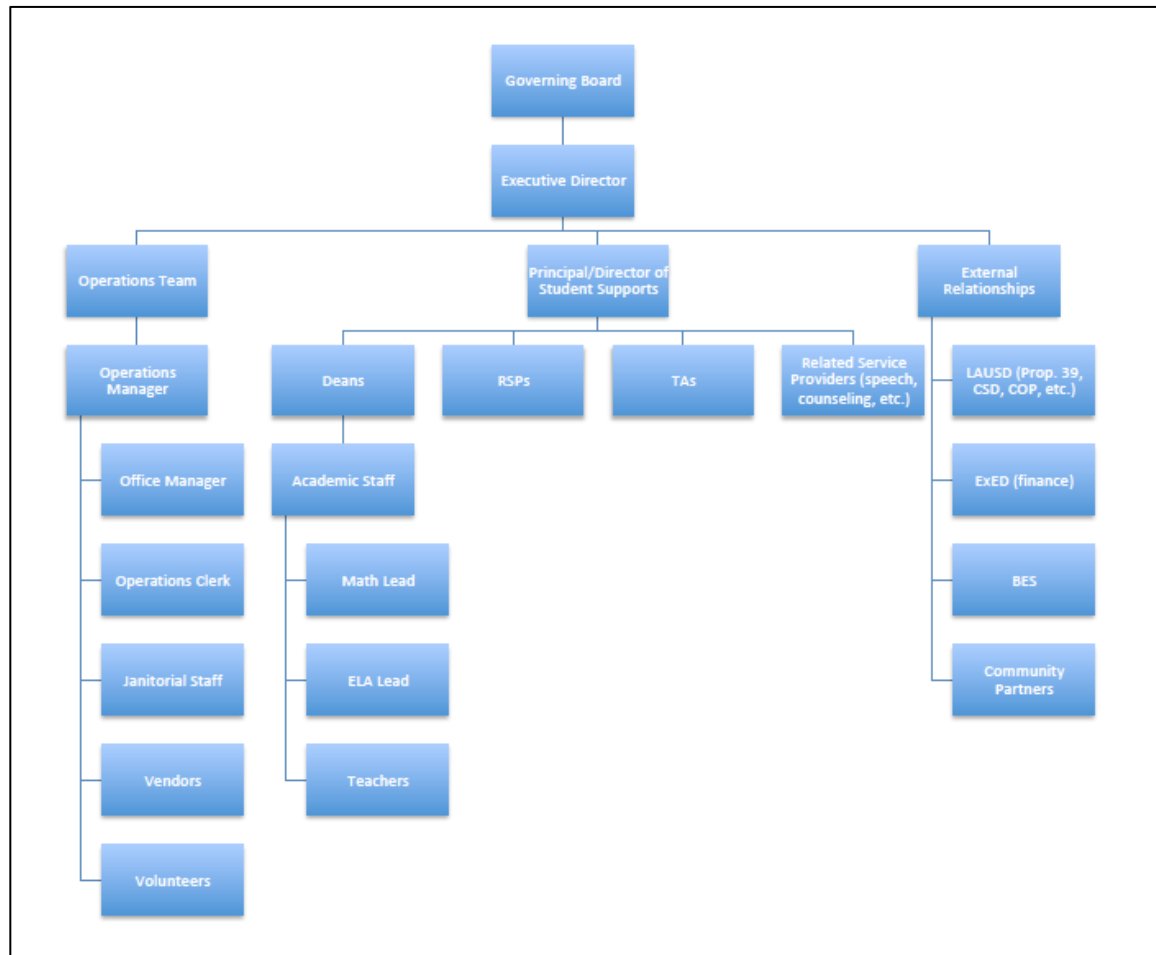 Governing Board
Executive Director
Operations Team
Principal/Director of
Student Supports
External
Relationships
Operations
Manager
Deans
RSPs
TAs
Related Service
Providers (speech,
counseling, etc.)
LAUSD (Prop. 39,
CSD, COP, etc.)
Office Manager
Academic Staff
ExED (finance)
Operations Clerk
Math Lead
BES
Janitorial Staff
ELA Lead
Community
Partners
Vendors
Teachers
Volunteers